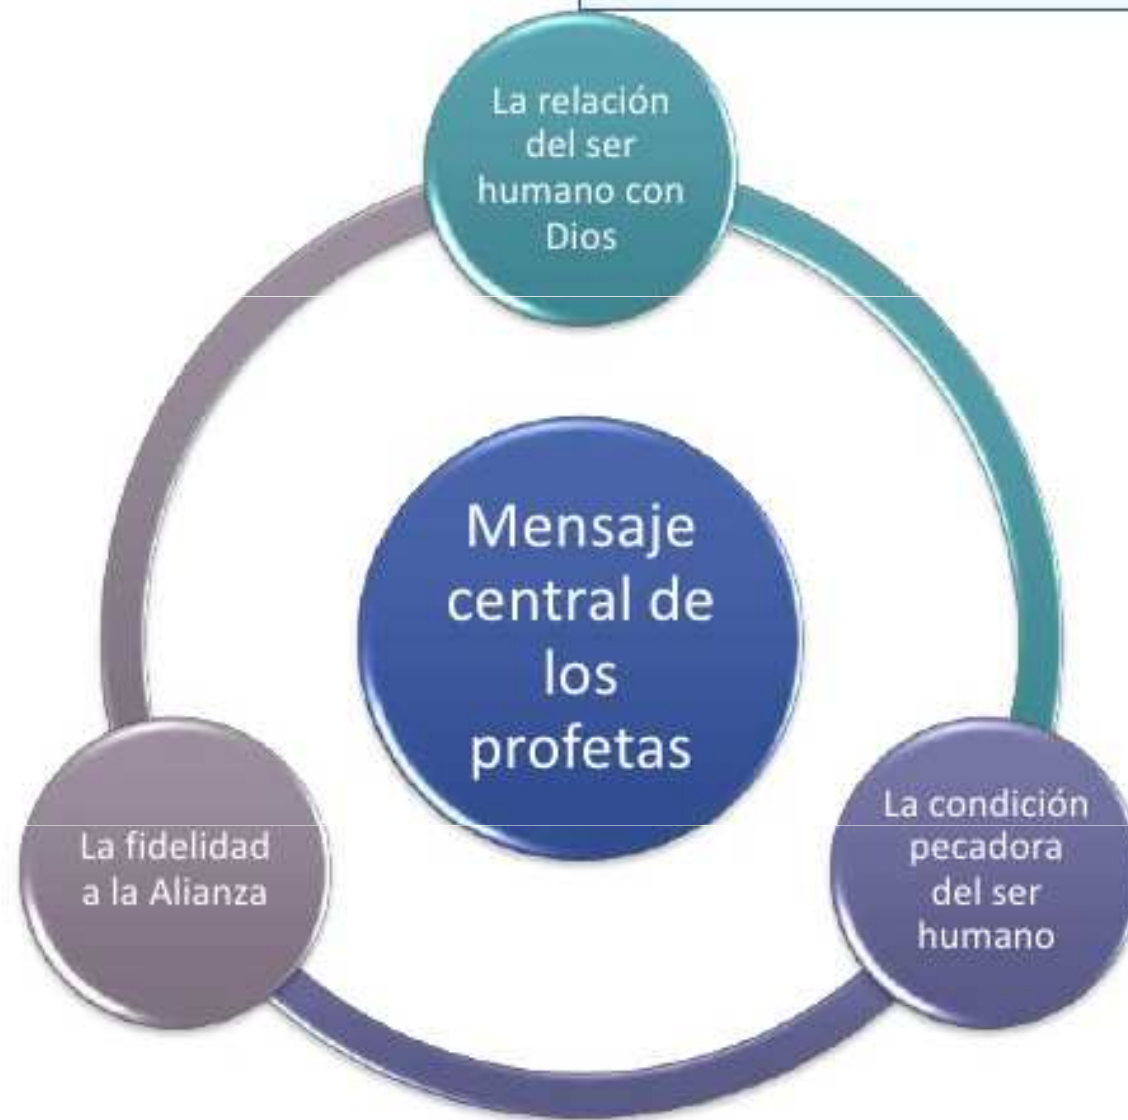 La relación
del ser
humano con
Dios
Mensaje
central de
los
profetas
La condición
pecadora
del ser
humano
La fidelidad
a la Alianza